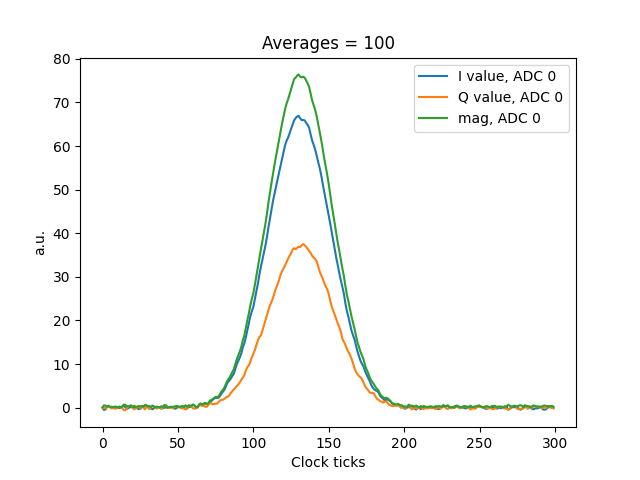 Averages = 100
I value, ADC 0
Q value, ADC 0
mag, ADC 0
80
70
60
50
40
30
20
10
0
a.u.
0 50 100 150 200 250 300
Clock ticks